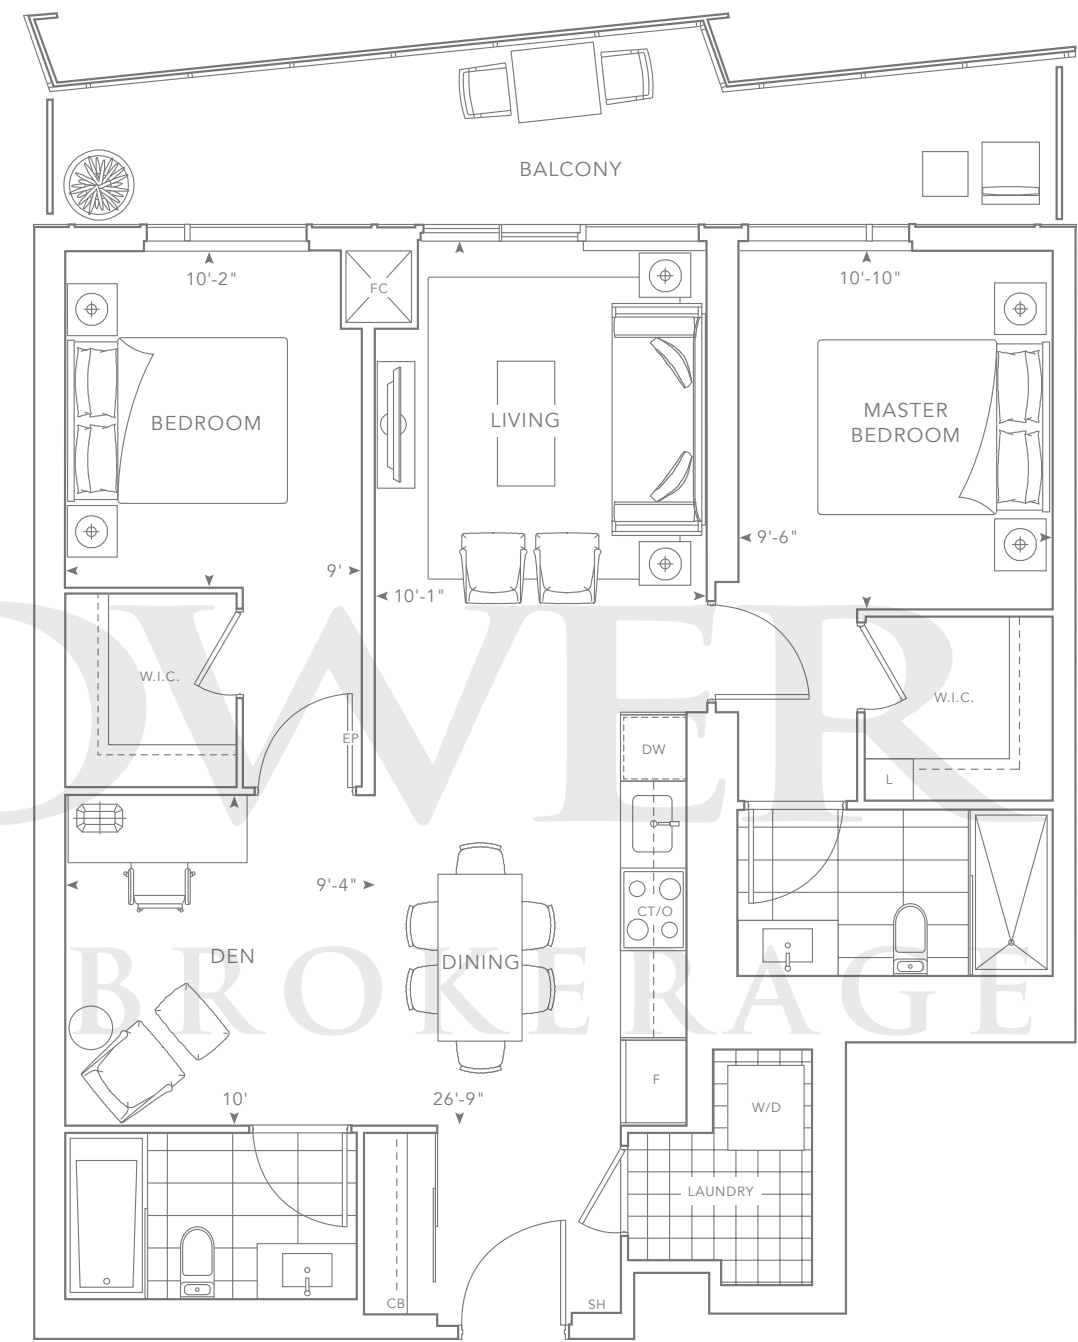 BALCONY
10'-2"
10'-10"
FC
BEDROOM
LIVING
MASTER
BEDROOM
9'-6"
9'
10'-1"
OWER
W.I.C.
W.I.C.
EP
DW
L
9'-4"
CT/O
DEN
DINING
BROKERAGE
10'
26'-9"
F
W/D
LAUNDRY
CB
SH